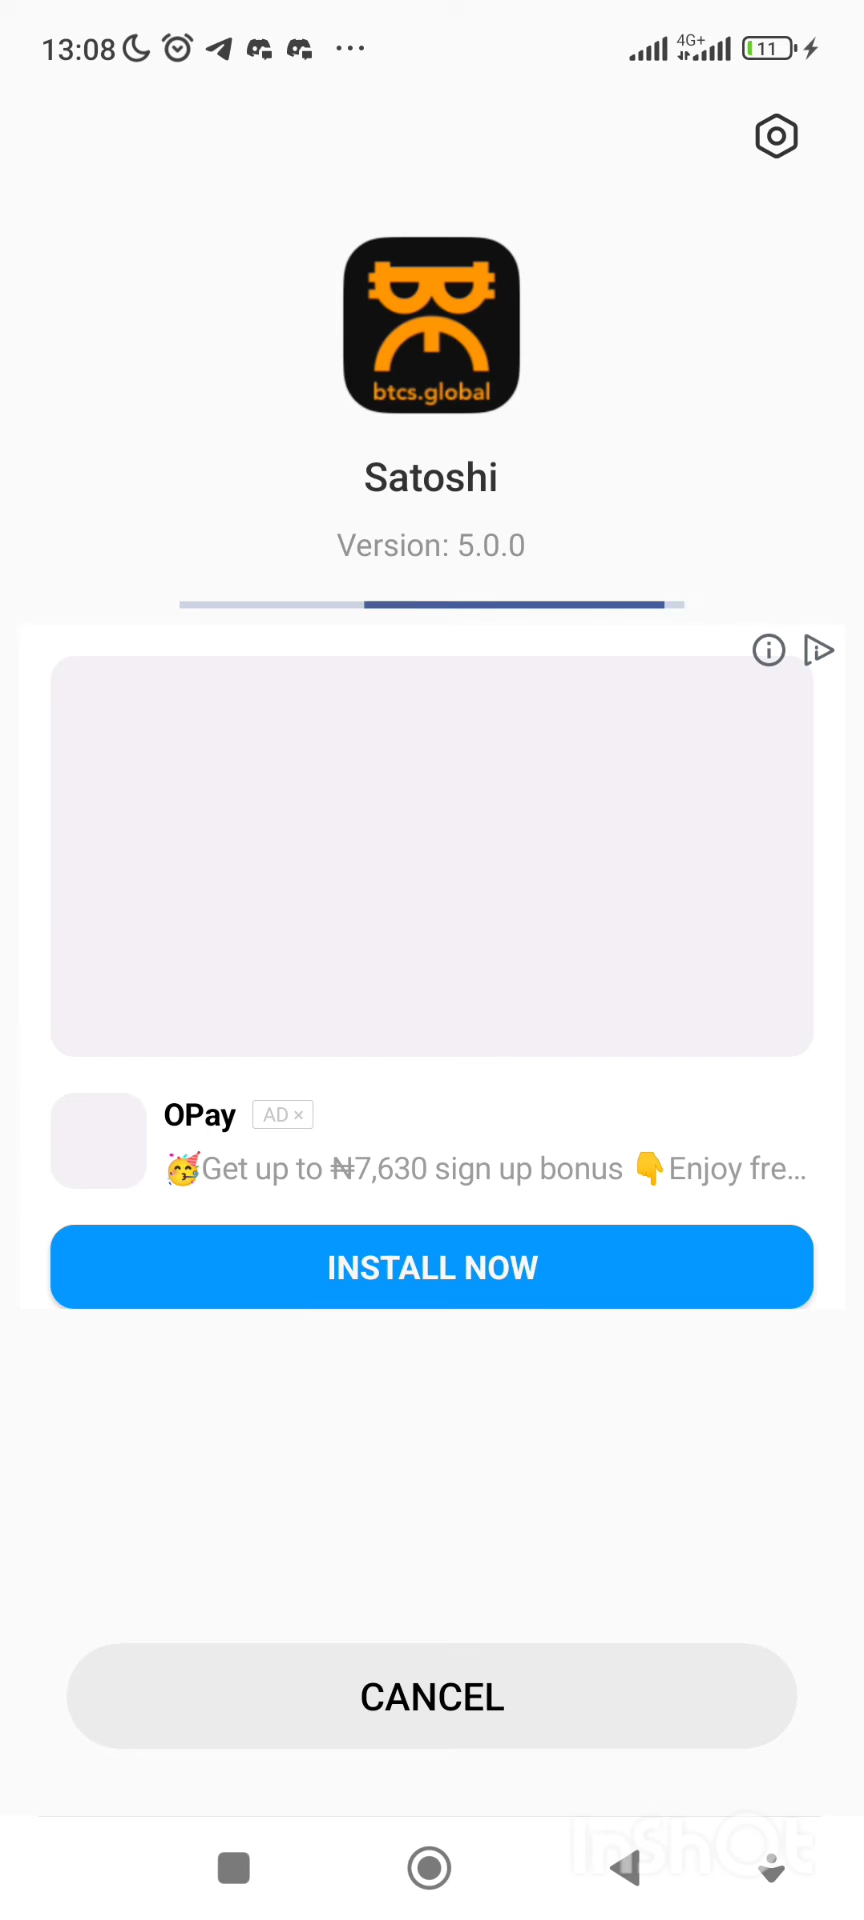 13:08 ... 4G+ 11
btcs.global
Satoshi
Version: 5.0.0
OPay AD ×
🥳Get up to ₦7,630 sign up bonus 👇Enjoy fre...
INSTALL NOW
CANCEL
InShOt